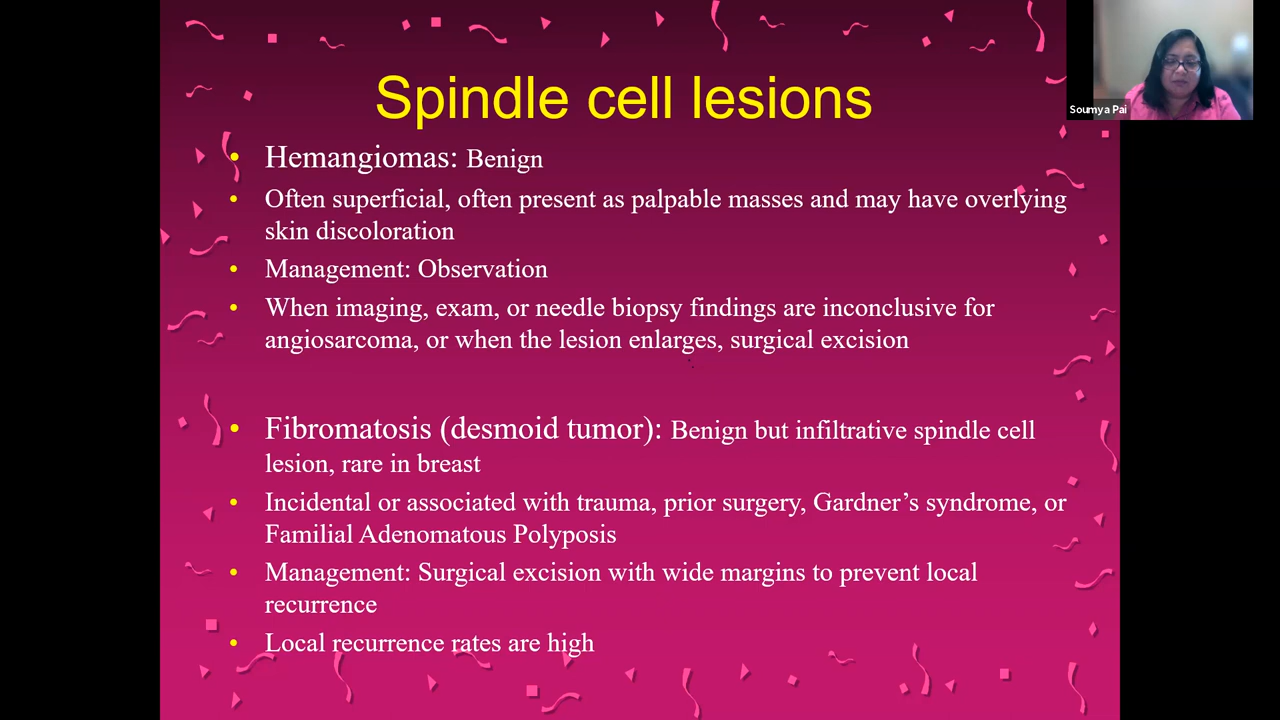 Spindle cell lesions
Soumya Pai
• Hemangiomas: Benign
• Often superficial, often present as palpable masses and may have overlying
skin discoloration
• Management: Observation
• When imaging, exam, or needle biopsy findings are inconclusive for
angiosarcoma, or when the lesion enlarges, surgical excision
• Fibromatosis (desmoid tumor): Benign but infiltrative spindle cell
lesion, rare in breast
• Incidental or associated with trauma, prior surgery, Gardner’s syndrome, or
Familial Adenomatous Polyposis
• Management: Surgical excision with wide margins to prevent local
recurrence
• Local recurrence rates are high